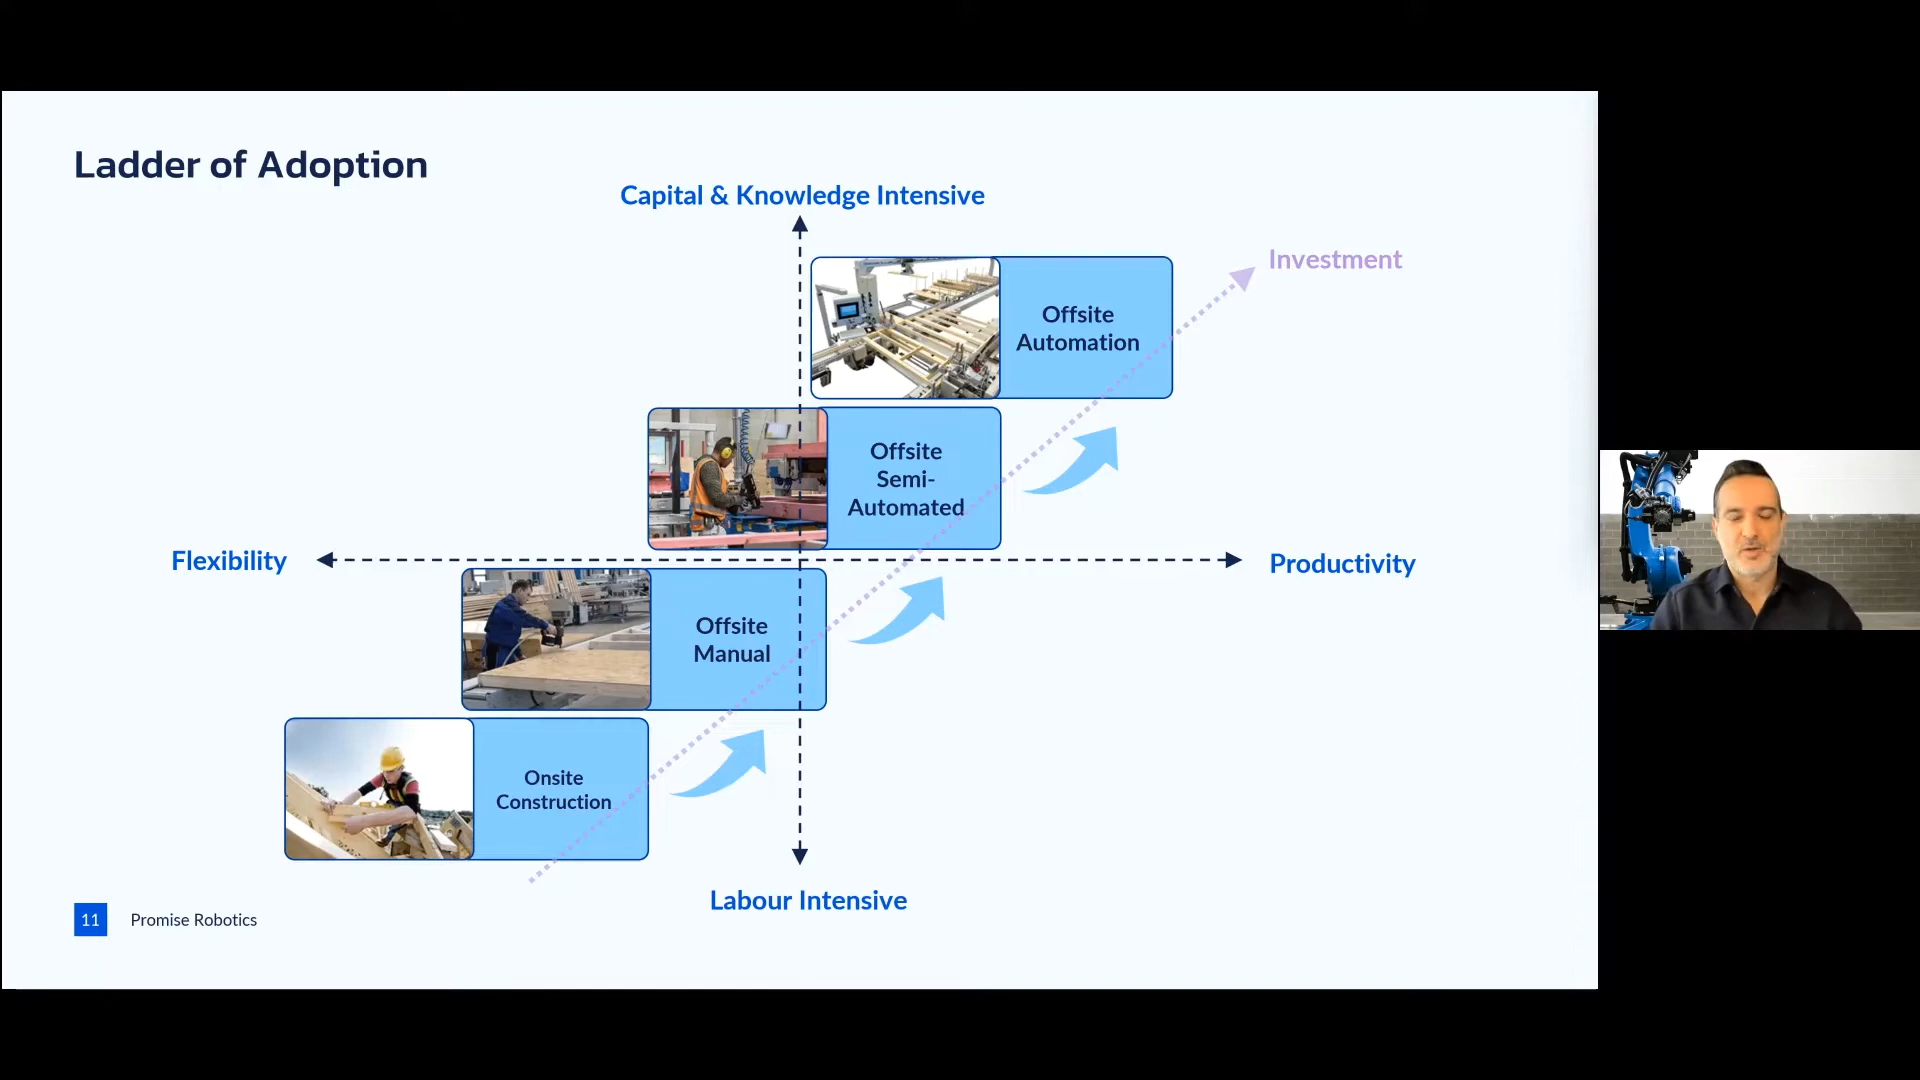 Ladder of Adoption
Capital & Knowledge Intensive
Investment
Offsite
Automation
Offsite
Semi-
Automated
Flexibility
Productivity
Offsite
Manual
Onsite
Construction
Labour Intensive
11 Promise Robotics